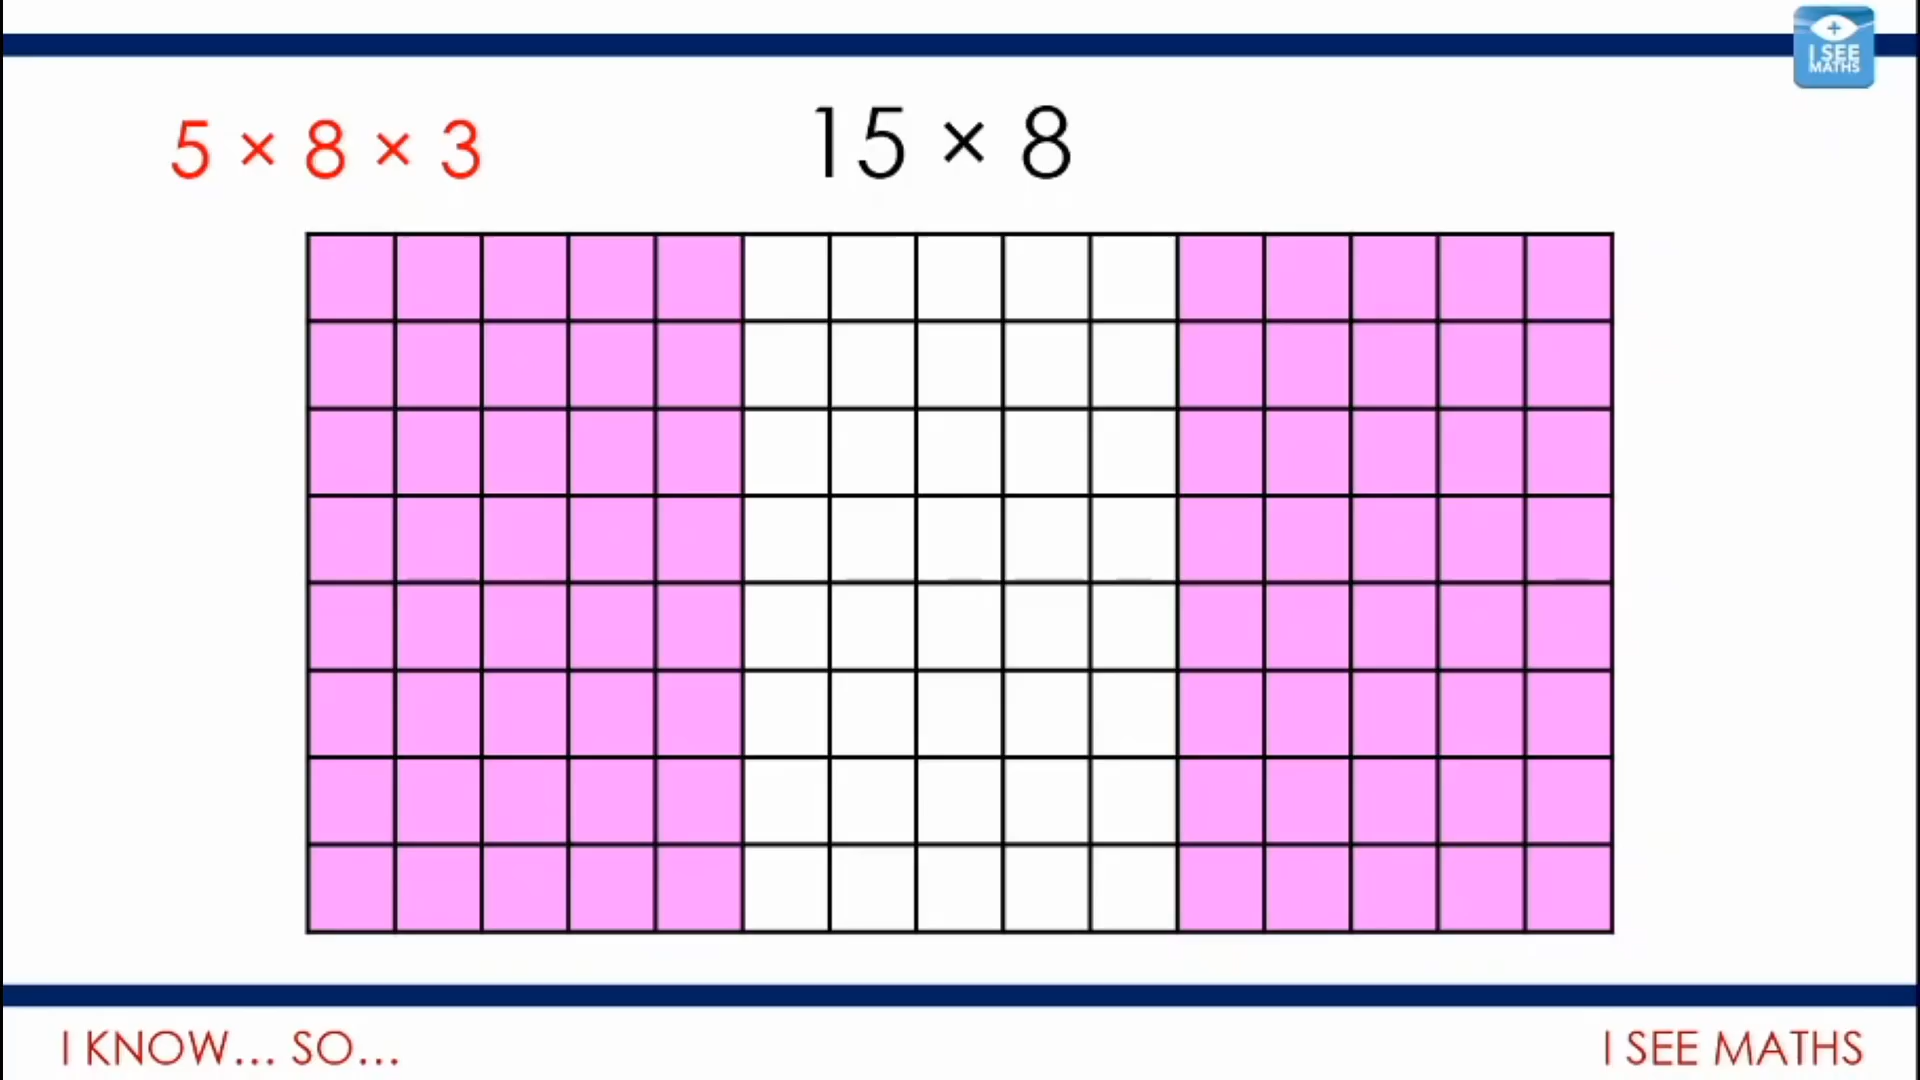 +
I SEE
MATHS
5 × 8 × 3
15 × 8
I KNOW... SO...
I SEE MATHS